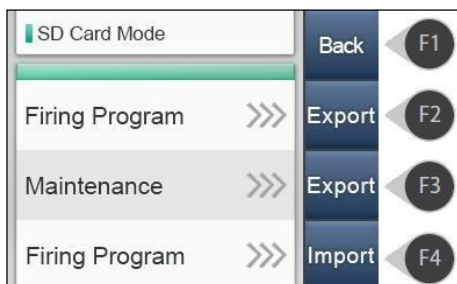 SD Card Mode
Back F1
Firing Program >>> Export F2
Maintenance >>> Export F3
Firing Program >>> Import F4